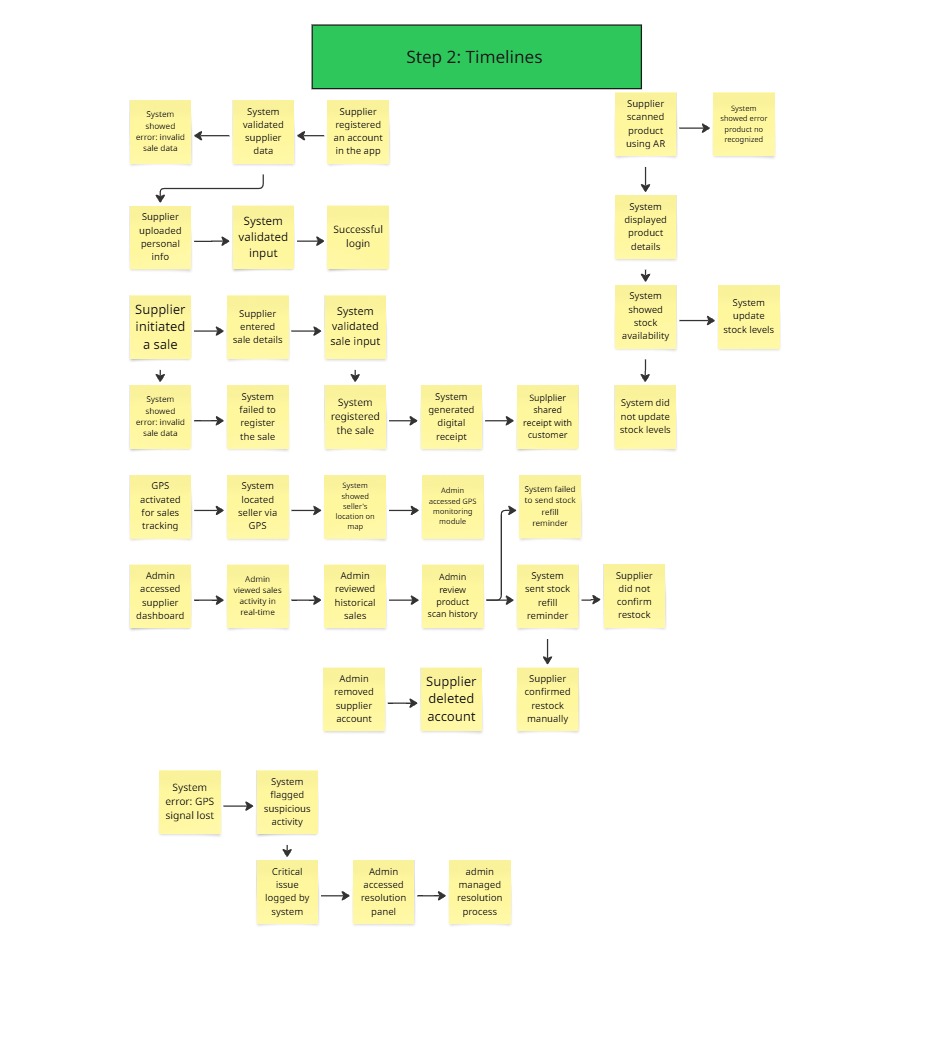 Step 2: Timelines
System
showed
error: invalid
sale data
System
validated
supplier
data
Supplier
registered
an account
in the app
Supplier
scanned
product
using AR
System
showed error
product no
recognized
Supplier
uploaded
personal
info
System
validated
input
Successful
login
System
displayed
product
details
Supplier
initiated
a sale
Supplier
entered
sale details
System
validated
sale input
System
showed
stock
availability
System
update
stock levels
System
showed
error: invalid
sale data
System
failed to
register
the sale
System
registered
the sale
System
generated
digital
receipt
Suplplier
shared
receipt with
customer
System did
not update
stock levels
GPS
activated
for sales
tracking
System
located
seller via
GPS
System
showed
seller's
location on
map
Admin
accessed GPS
monitoring
module
System failed
to send stock
refill
reminder
Admin
accessed
supplier
dashboard
Admin
viewed sales
activity in
real-time
Admin
reviewed
historical
sales
Admin
review
product
scan history
System
sent stock
refill
reminder
Supplier
did not
confirm
restock
Admin
removed
supplier
account
Supplier
deleted
account
Supplier
confirmed
restock
manually
System
error: GPS
signal lost
System
flagged
suspicious
activity
Critical
issue
logged by
system
Admin
accessed
resolution
panel
admin
managed
resolution
process